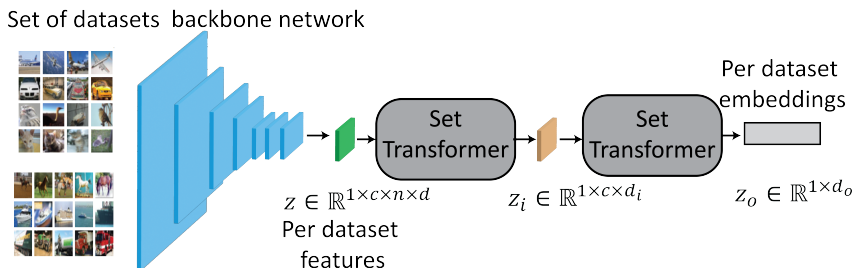 Set of datasets backbone network
Per dataset
embeddings
Set
Transformer
Set
Transformer
z ∈ ℝ^{1×c×n×d}
z_i ∈ ℝ^{1×c×d_i}
z_o ∈ ℝ^{1×d_o}
Per dataset
features